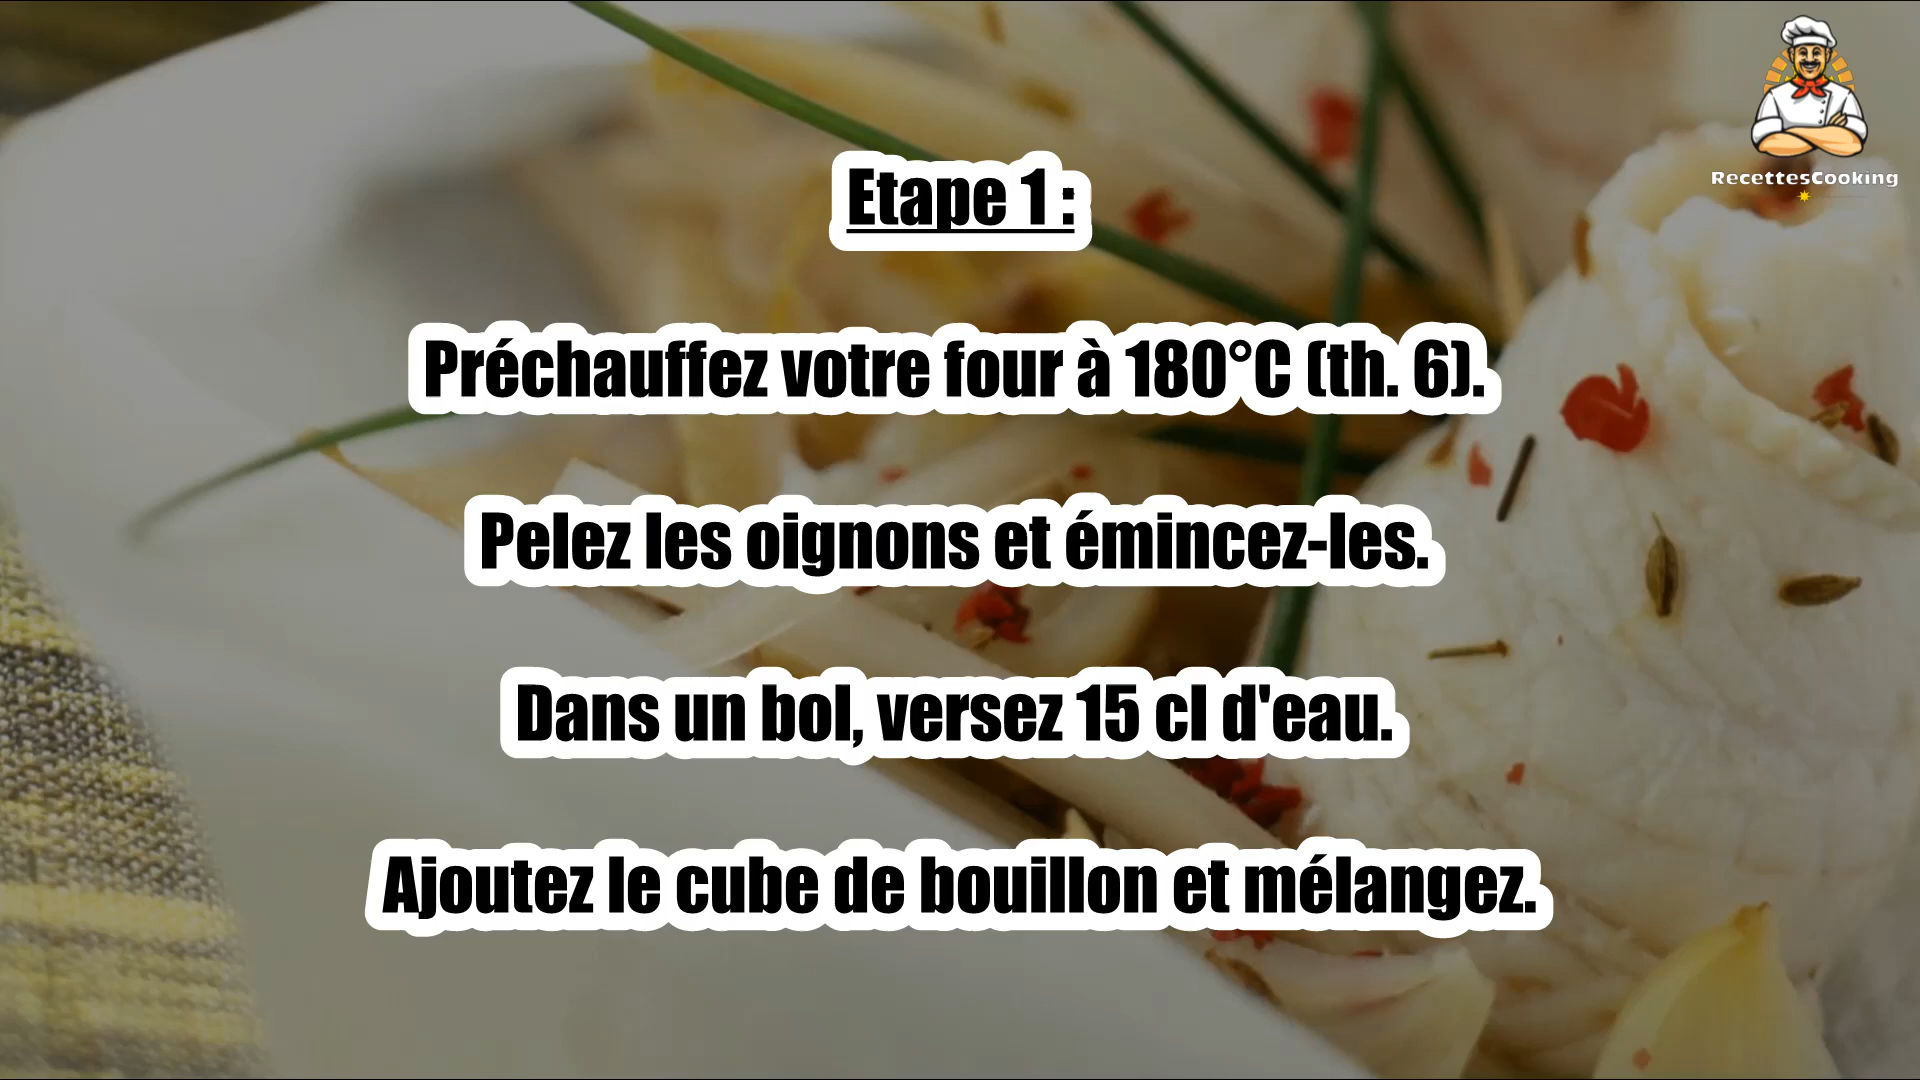 RecettesCooking
Etape 1 :
Préchauffez votre four à 180°C (th. 6).
Pelez les oignons et émincez-les.
Dans un bol, versez 15 cl d'eau.
Ajoutez le cube de bouillon et mélangez.